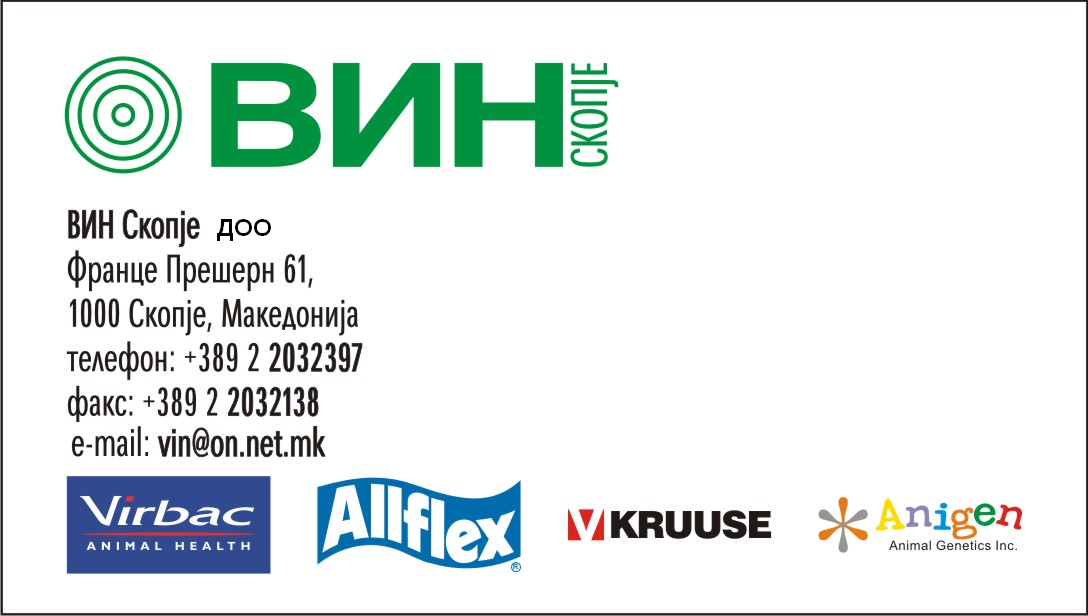 ВИН СКОПЈЕ
ВИН Скопје доо
Франце Прешерн 61,
1000 Скопје, Македонија
телефон: +389 2 2032397
факс: +389 2 2032138
e-mail: vin@on.net.mk
Virbac
ANIMAL HEALTH
Allflex®
V KRUUSE
Anigen
Animal Genetics Inc.